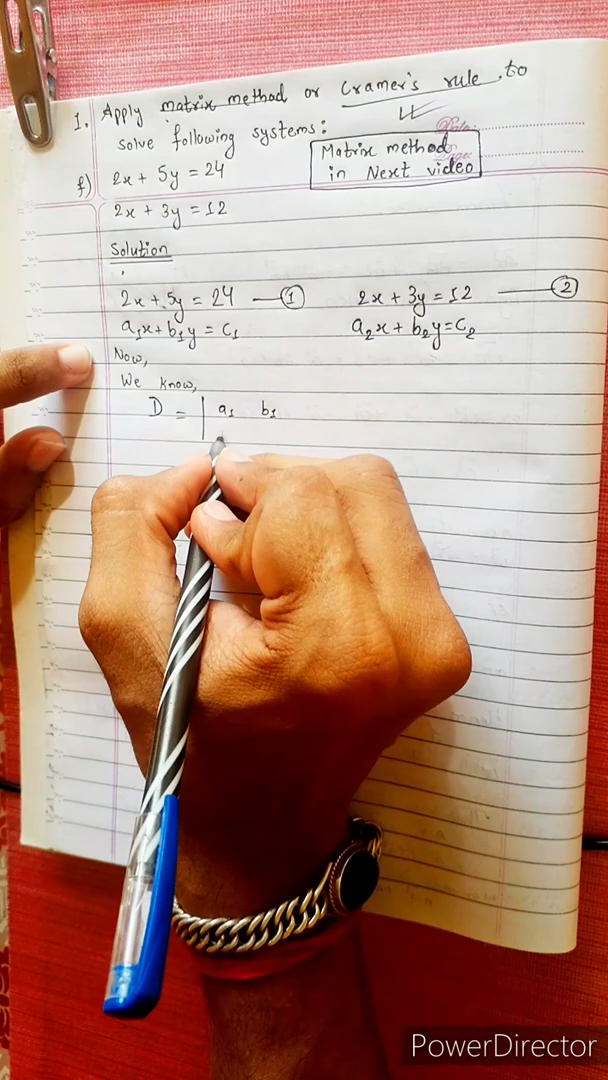 1. Apply matrix method or Cramer's rule to
solve following systems:
Matrix method
in Next video
f) 2x + 5y = 24
2x + 3y = 12
Solution
2x + 5y = 24 — ① 2x + 3y = 12 — ②
a₁x + b₁y = c₁ a₂x + b₂y = c₂
Now,
We know,
D = | a₁ b₁
PowerDirector